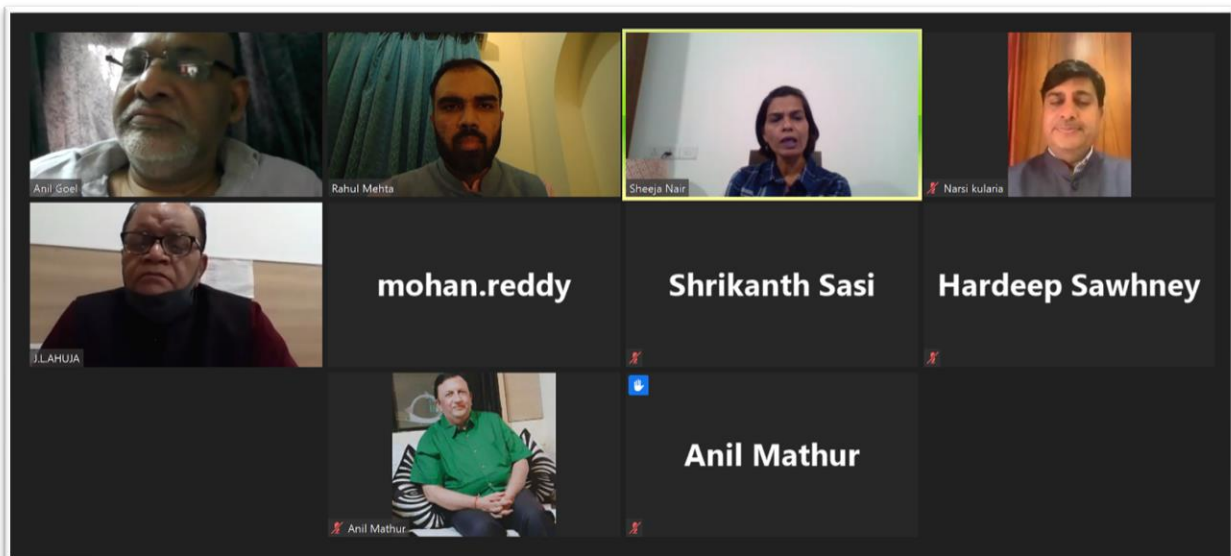 Anil Goel
Rahul Mehta
Sheeja Nair
Narsi kularia
J.L.AHUJA
mohan.reddy
Shrikanth Sasi
Hardeep Sawhney
Anil Mathur
Anil Mathur